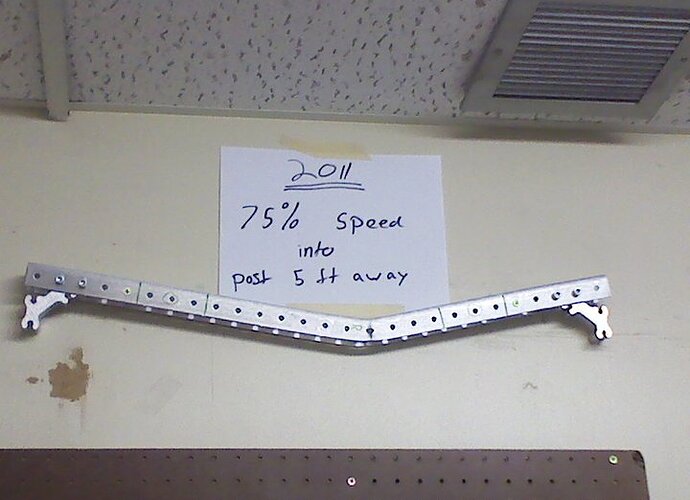 2011
75% speed
into
post 5 ft away